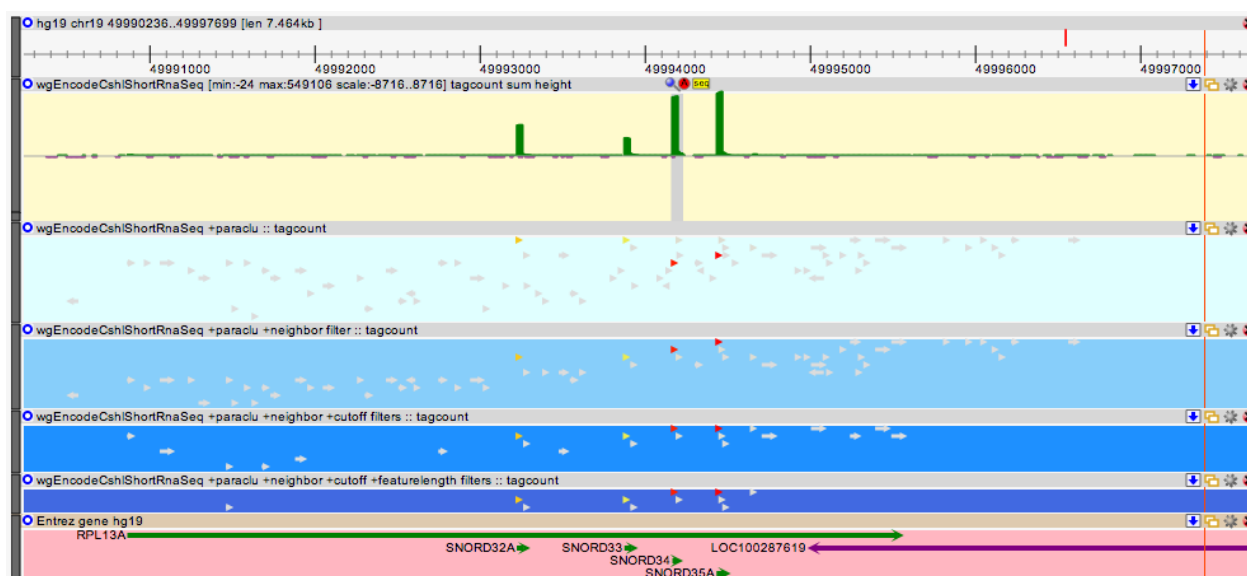 hg19 chr19 49990236..49997699 [len 7.464kb ]
49991000 49992000 49993000 49994000 49995000 49996000 49997000
wgEncodeCshlShortRnaSeq [min:-24 max:549106 scale:-8716..8716] tagcount sum height
A seq
wgEncodeCshlShortRnaSeq +paraclu :: tagcount
wgEncodeCshlShortRnaSeq +paraclu +neighbor filter :: tagcount
wgEncodeCshlShortRnaSeq +paraclu +neighbor +cutoff filters :: tagcount
wgEncodeCshlShortRnaSeq +paraclu +neighbor +cutoff +featurelength filters :: tagcount
Entrez gene hg19
RPL13A
SNORD32A SNORD33 LOC100287619
SNORD34
SNORD35A